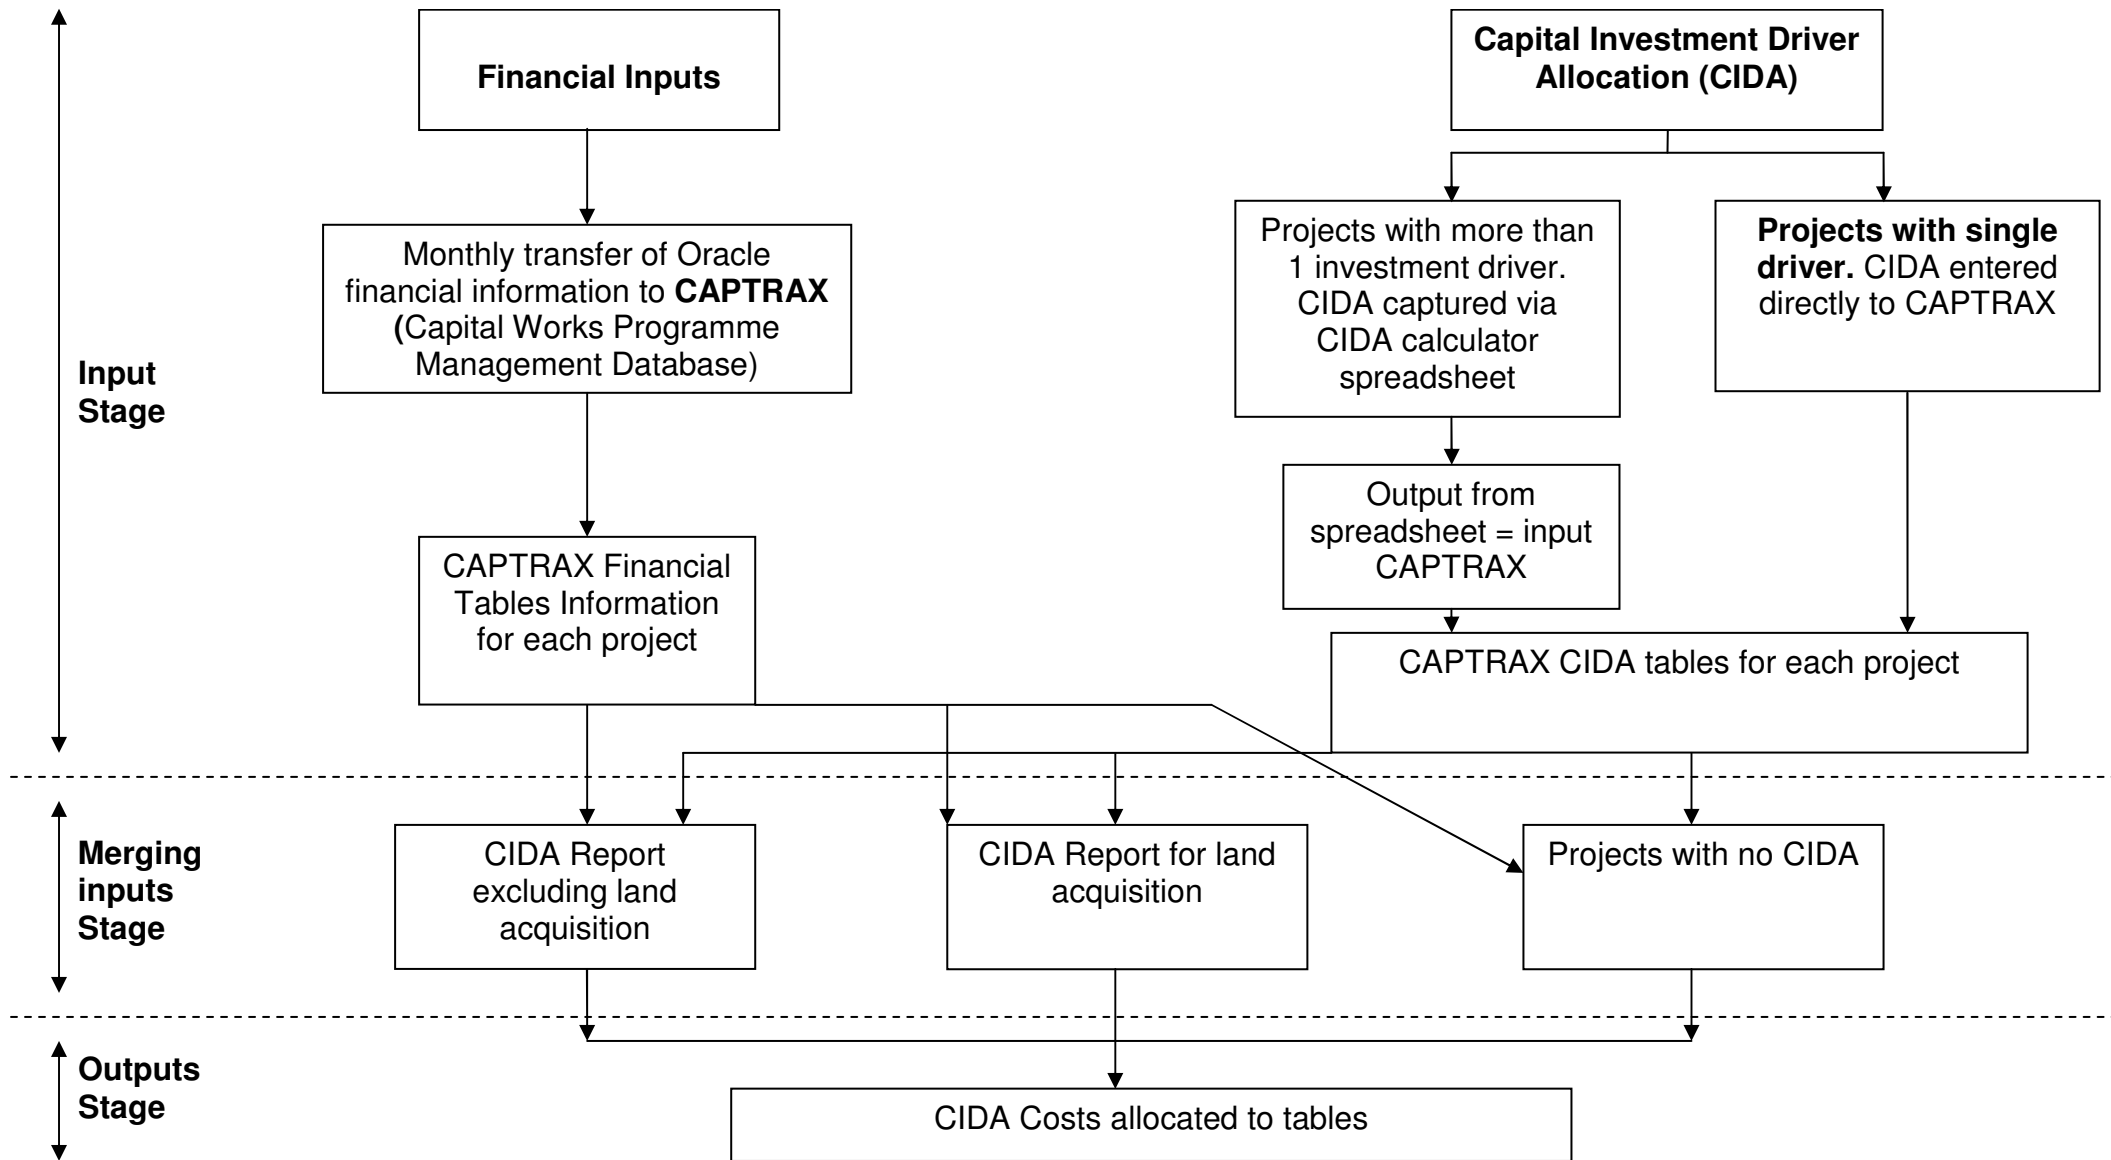 Financial Inputs
Capital Investment Driver
Allocation (CIDA)
Monthly transfer of Oracle
financial information to CAPTRAX
(Capital Works Programme
Management Database)
Projects with more than
1 investment driver.
CIDA captured via
CIDA calculator
spreadsheet
Projects with single
driver. CIDA entered
directly to CAPTRAX
Input
Stage
Output from
spreadsheet = input
CAPTRAX
CAPTRAX Financial
Tables Information
for each project
CAPTRAX CIDA tables for each project
Merging
inputs
Stage
CIDA Report
excluding land
acquisition
CIDA Report for land
acquisition
Projects with no CIDA
Outputs
Stage
CIDA Costs allocated to tables